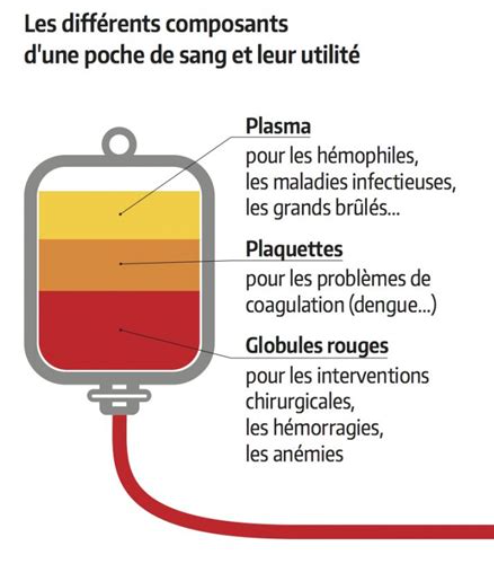 Les différents composants
d'une poche de sang et leur utilité
Plasma
pour les hémophiles,
les maladies infectieuses,
les grands brûlés...
Plaquettes
pour les problèmes de
coagulation (dengue...)
Globules rouges
pour les interventions
chirurgicales,
les hémorragies,
les anémies